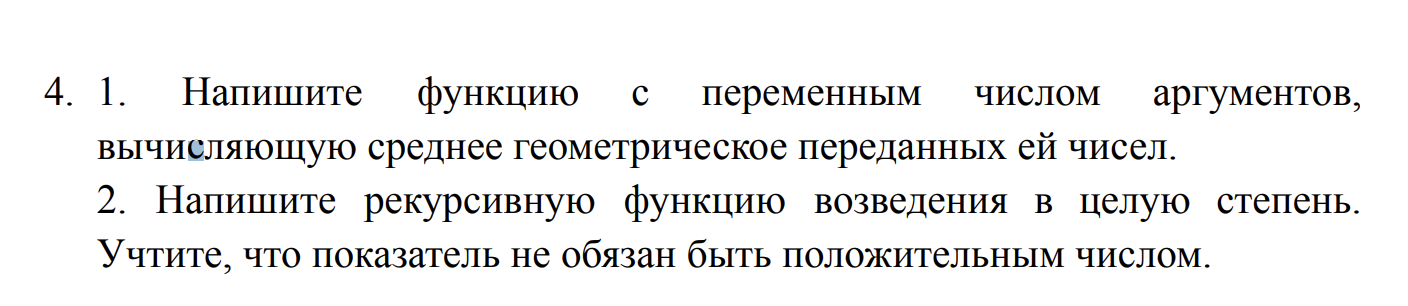 4. 1. Напишите функцию с переменным числом аргументов,
вычисляющую среднее геометрическое переданных ей чисел.
2. Напишите рекурсивную функцию возведения в целую степень.
Учтите, что показатель не обязан быть положительным числом.